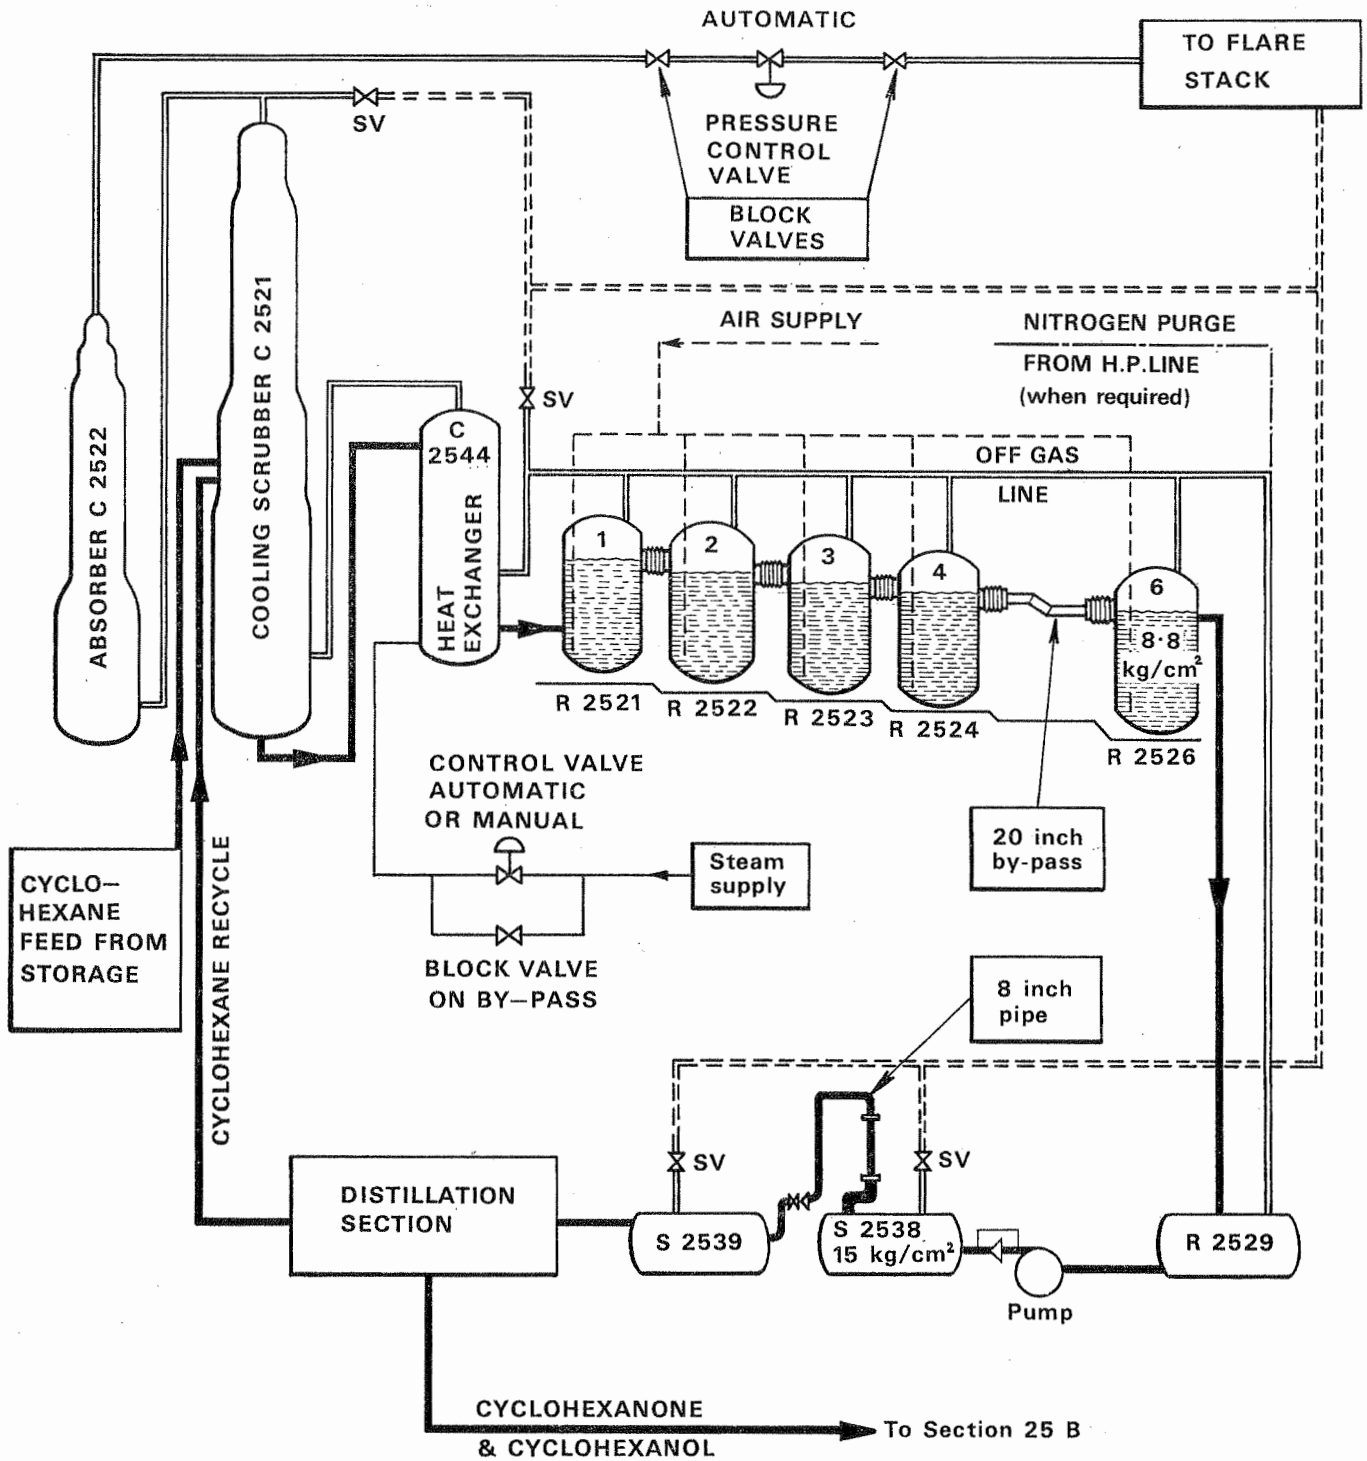 AUTOMATIC
TO FLARE
STACK
SV
PRESSURE
CONTROL
VALVE
BLOCK
VALVES
AIR SUPPLY
NITROGEN PURGE
FROM H.P.LINE
(when required)
SV
ABSORBER C 2522
COOLING SCRUBBER C 2521
C
2544
HEAT
EXCHANGER
OFF GAS
LINE
1
2
3
4
6
8·8
kg/cm²
R 2521
R 2522
R 2523
R 2524
R 2526
CONTROL VALVE
AUTOMATIC
OR MANUAL
20 inch
by-pass
Steam
supply
CYCLO—
HEXANE
FEED FROM
STORAGE
CYCLOHEXANE RECYCLE
BLOCK VALVE
ON BY—PASS
8 inch
pipe
SV
SV
DISTILLATION
SECTION
S 2539
S 2538
15 kg/cm²
R 2529
Pump
CYCLOHEXANONE
& CYCLOHEXANOL
To Section 25 B